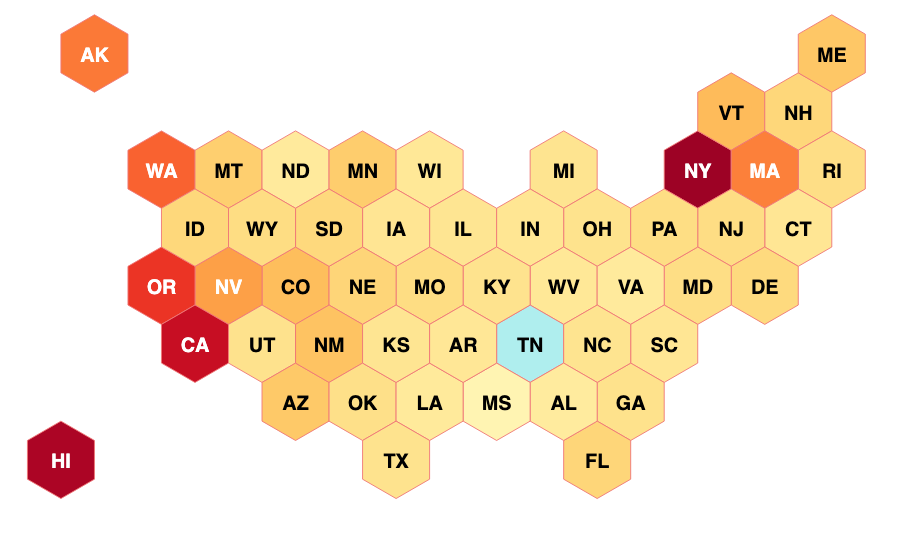 AK ME
VT NH
WA MT ND MN WI MI NY MA RI
ID WY SD IA IL IN OH PA NJ CT
OR NV CO NE MO KY WV VA MD DE
CA UT NM KS AR TN NC SC
AZ OK LA MS AL GA
HI TX FL